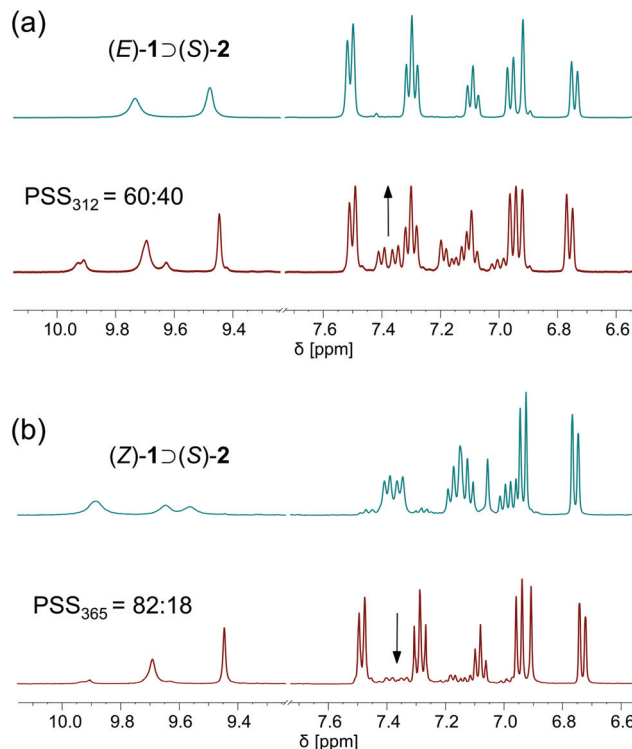 (a)
(E)-1⊃(S)-2
PSS312 = 60:40
10.0 9.8 9.6 9.4 7.6 7.4 7.2 7.0 6.8 6.6
δ [ppm]
(b)
(Z)-1⊃(S)-2
PSS365 = 82:18
10.0 9.8 9.6 9.4 7.6 7.4 7.2 7.0 6.8 6.6
δ [ppm]